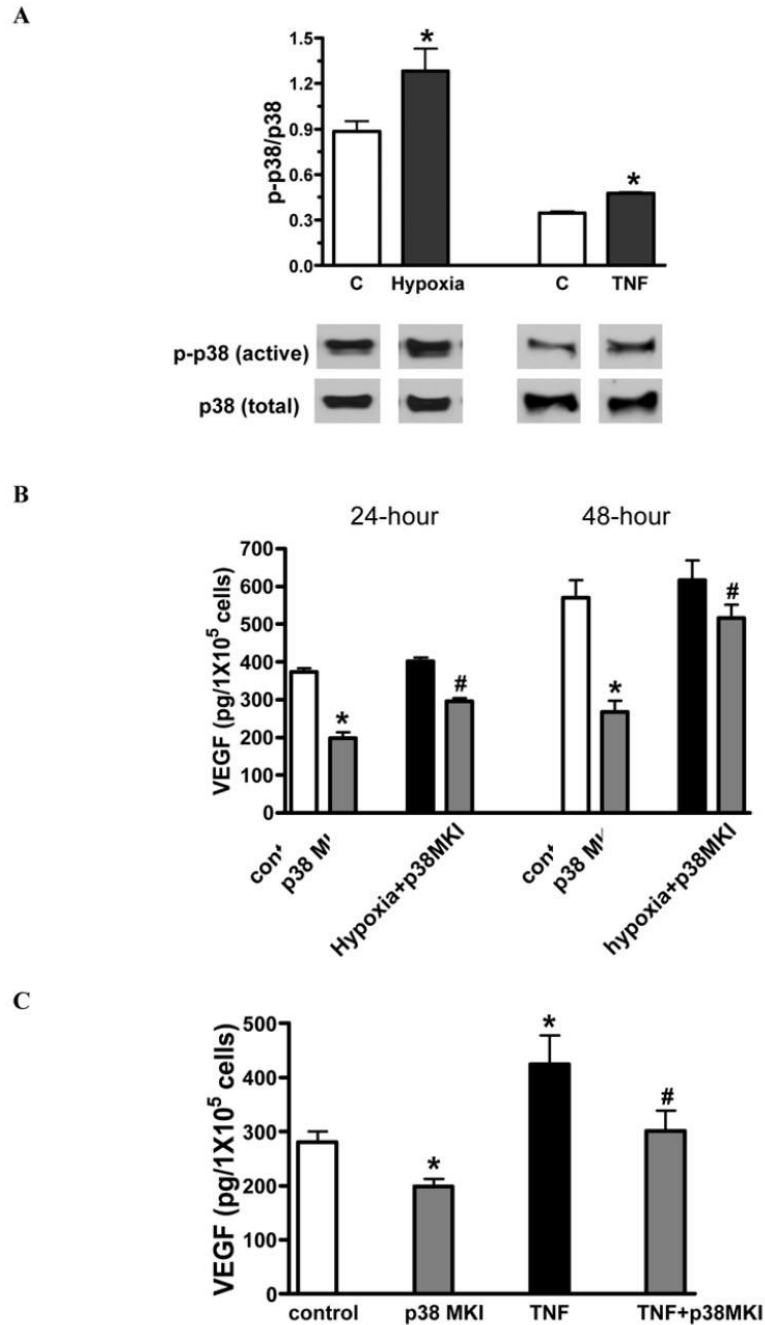 A
p-p38/p38
1.5
1.2
0.9
0.6
0.3
0.0
*
*
C Hypoxia C TNF
p-p38 (active)
p38 (total)
B
24-hour 48-hour
VEGF (pg/1X10⁵ cells)
700
600
500
400
300
200
100
0
* # * #
p38
Hypoxia+p38MKI
p38
hypoxia+p38MKI
C
VEGF (pg/1X10⁵ cells)
500
400
300
200
100
0
* * #
control p38 MKI TNF TNF+p38MKI